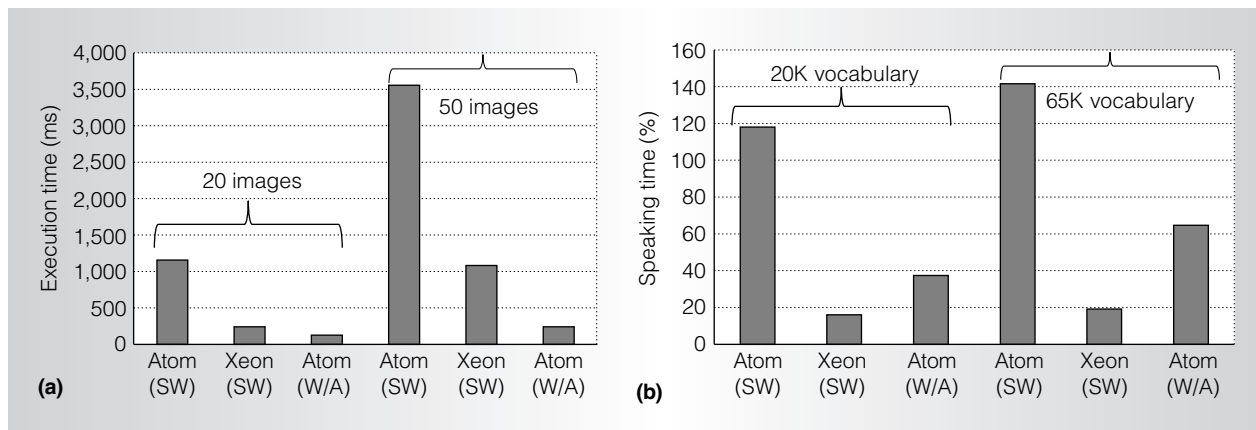 4,000
3,500
3,000
2,500
2,000
1,500
1,000
500
0
Execution time (ms)
20 images
50 images
Atom (SW)
Xeon (SW)
Atom (W/A)
Atom (SW)
Xeon (SW)
Atom (W/A)
(a)
160
140
120
100
80
60
40
20
0
Speaking time (%)
20K vocabulary
65K vocabulary
Atom (SW)
Xeon (SW)
Atom (W/A)
Atom (SW)
Xeon (SW)
Atom (W/A)
(b)